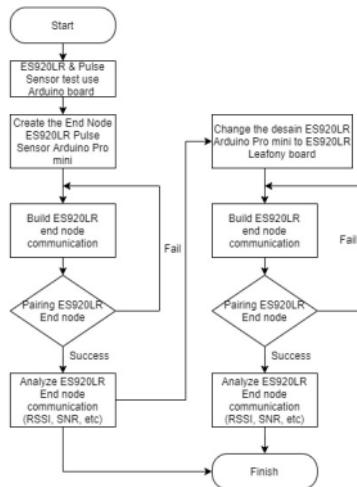 Start
ES920LR & Pulse
Sensor test use
Arduino board
Create the End Node
ES920LR Pulse
Sensor Arduino Pro
mini
Build ES920LR
end node
communication
Fail
Pairing ES920LR
End node
Success
Analyze ES920LR
End node
communication
(RSSI, SNR, etc)
Change the desain ES920LR
Arduino Pro mini to ES920LR
Leafony board
Build ES920LR
end node
communication
Fail
Pairing ES920LR
End node
Success
Analyze ES920LR
End node
communication
(RSSI, SNR, etc)
Finish